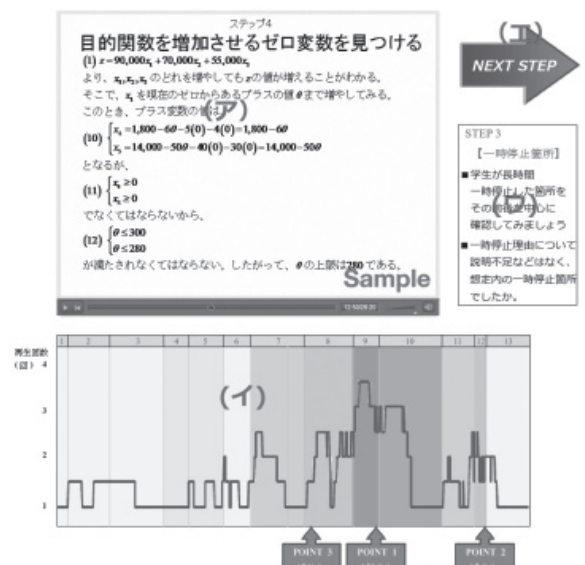 ステップ4
目的関数を増加させるゼロ変数を見つける
(1) z=90,000x₁+70,000x₂+55,000x₃
より、x₁,x₂,x₃のどれを増やしてもzの値が増えることがわかる。
そこで、x₁を現在のゼロからあるプラスの値θまで増やしてみる。
このとき、プラス変数の値は
(ア)
(10) { x₄=1,800−6θ−5(0)−4(0)=1,800−6θ
x₅=14,000−50θ−40(0)−30(0)=14,000−50θ
となるが、
(11) { x₄≥0
x₅≥0
でなくてはならないから、
(12) { θ≤300
θ≤280
が満たされなくてはならない。したがって、θの上限は280である。
Sample
(エ)
NEXT STEP
STEP 3
【一時停止箇所】
■学生が長時間
一時停止した箇所を
その前後を中心に
確認してみましょう
(ウ)
■一時停止理由について
説明不足などはなく、
想定内の一時停止箇所
でしたか。
1 2 3 4 5 6 7 8 9 10 11 12 13
再生回数
(回) 4
3
2
1
(イ)
POINT 3
POINT 1
POINT 2